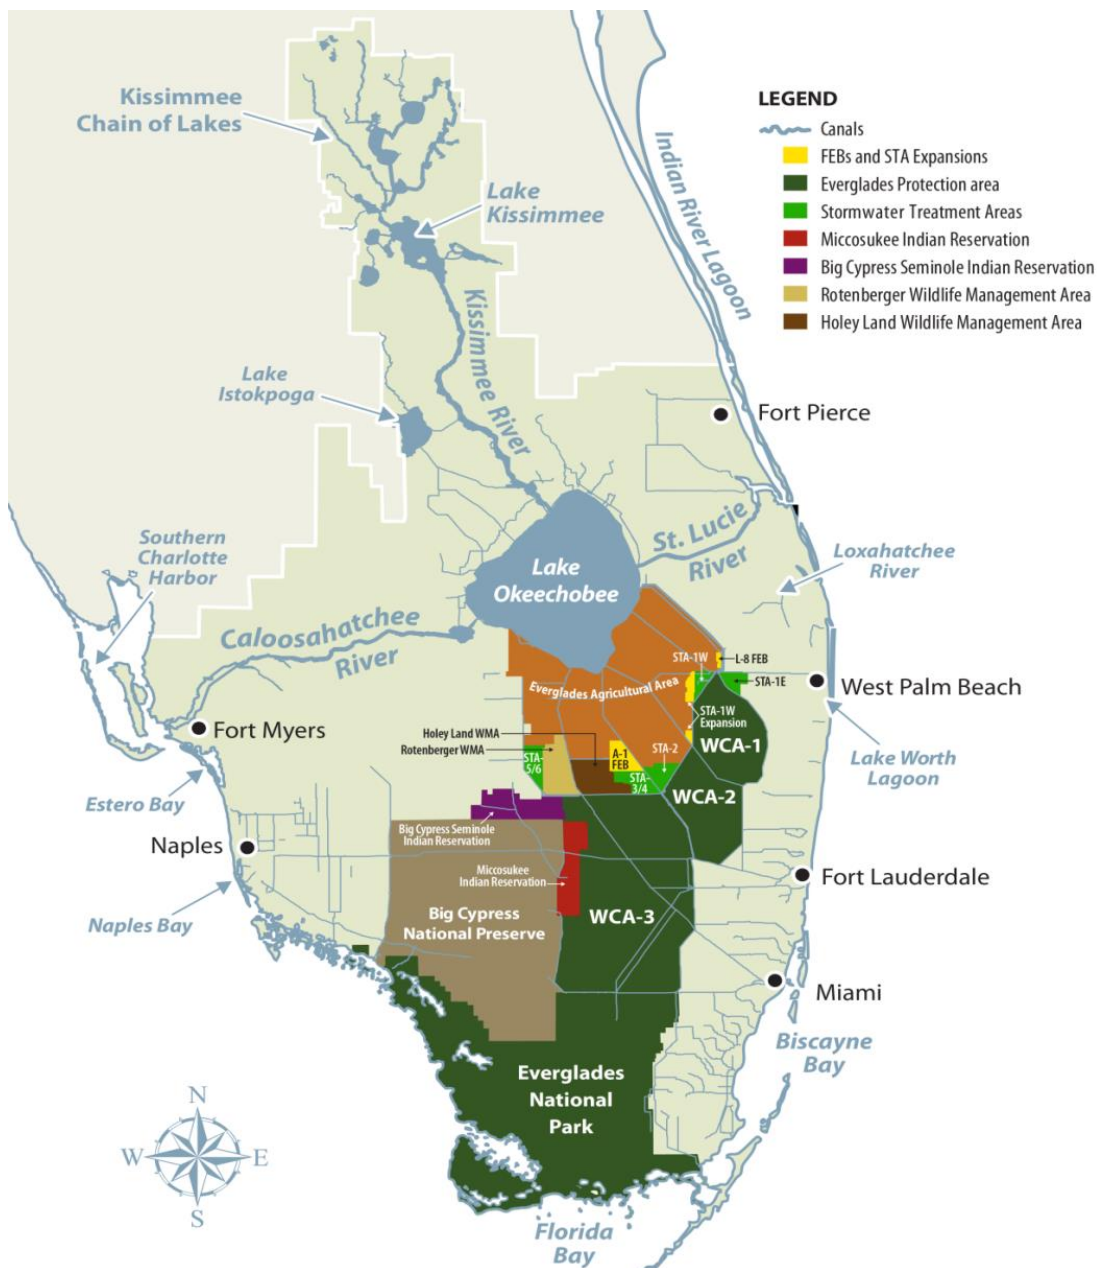 LEGEND
Canals
FEBs and STA Expansions
Everglades Protection area
Stormwater Treatment Areas
Miccosukee Indian Reservation
Big Cypress Seminole Indian Reservation
Rotenberger Wildlife Management Area
Holey Land Wildlife Management Area
Kissimmee
Chain of Lakes
Lake
Kissimmee
Indian River Lagoon
Kissimmee River
Lake
Istokpoga
Fort Pierce
Southern
Charlotte
Harbor
St. Lucie
River
Loxahatchee
River
Lake
Okeechobee
Caloosahatchee
River
STA-1W
L-8 FEB
STA-1E
Everglades Agricultural Area
West Palm Beach
STA-1W
Expansion
Fort Myers
Holey Land WMA
Rotenberger WMA
WCA-1
Lake Worth
Lagoon
STA-
5/6
A-1
FEB
STA-2
STA-
3/4
WCA-2
Estero Bay
Big Cypress Seminole
Indian Reservation
Naples
Miccosukee
Indian Reservation
Fort Lauderdale
Naples Bay
Big Cypress
National Preserve
WCA-3
Miami
Biscayne
Bay
Everglades
National
Park
N
W
E
S
Florida
Bay